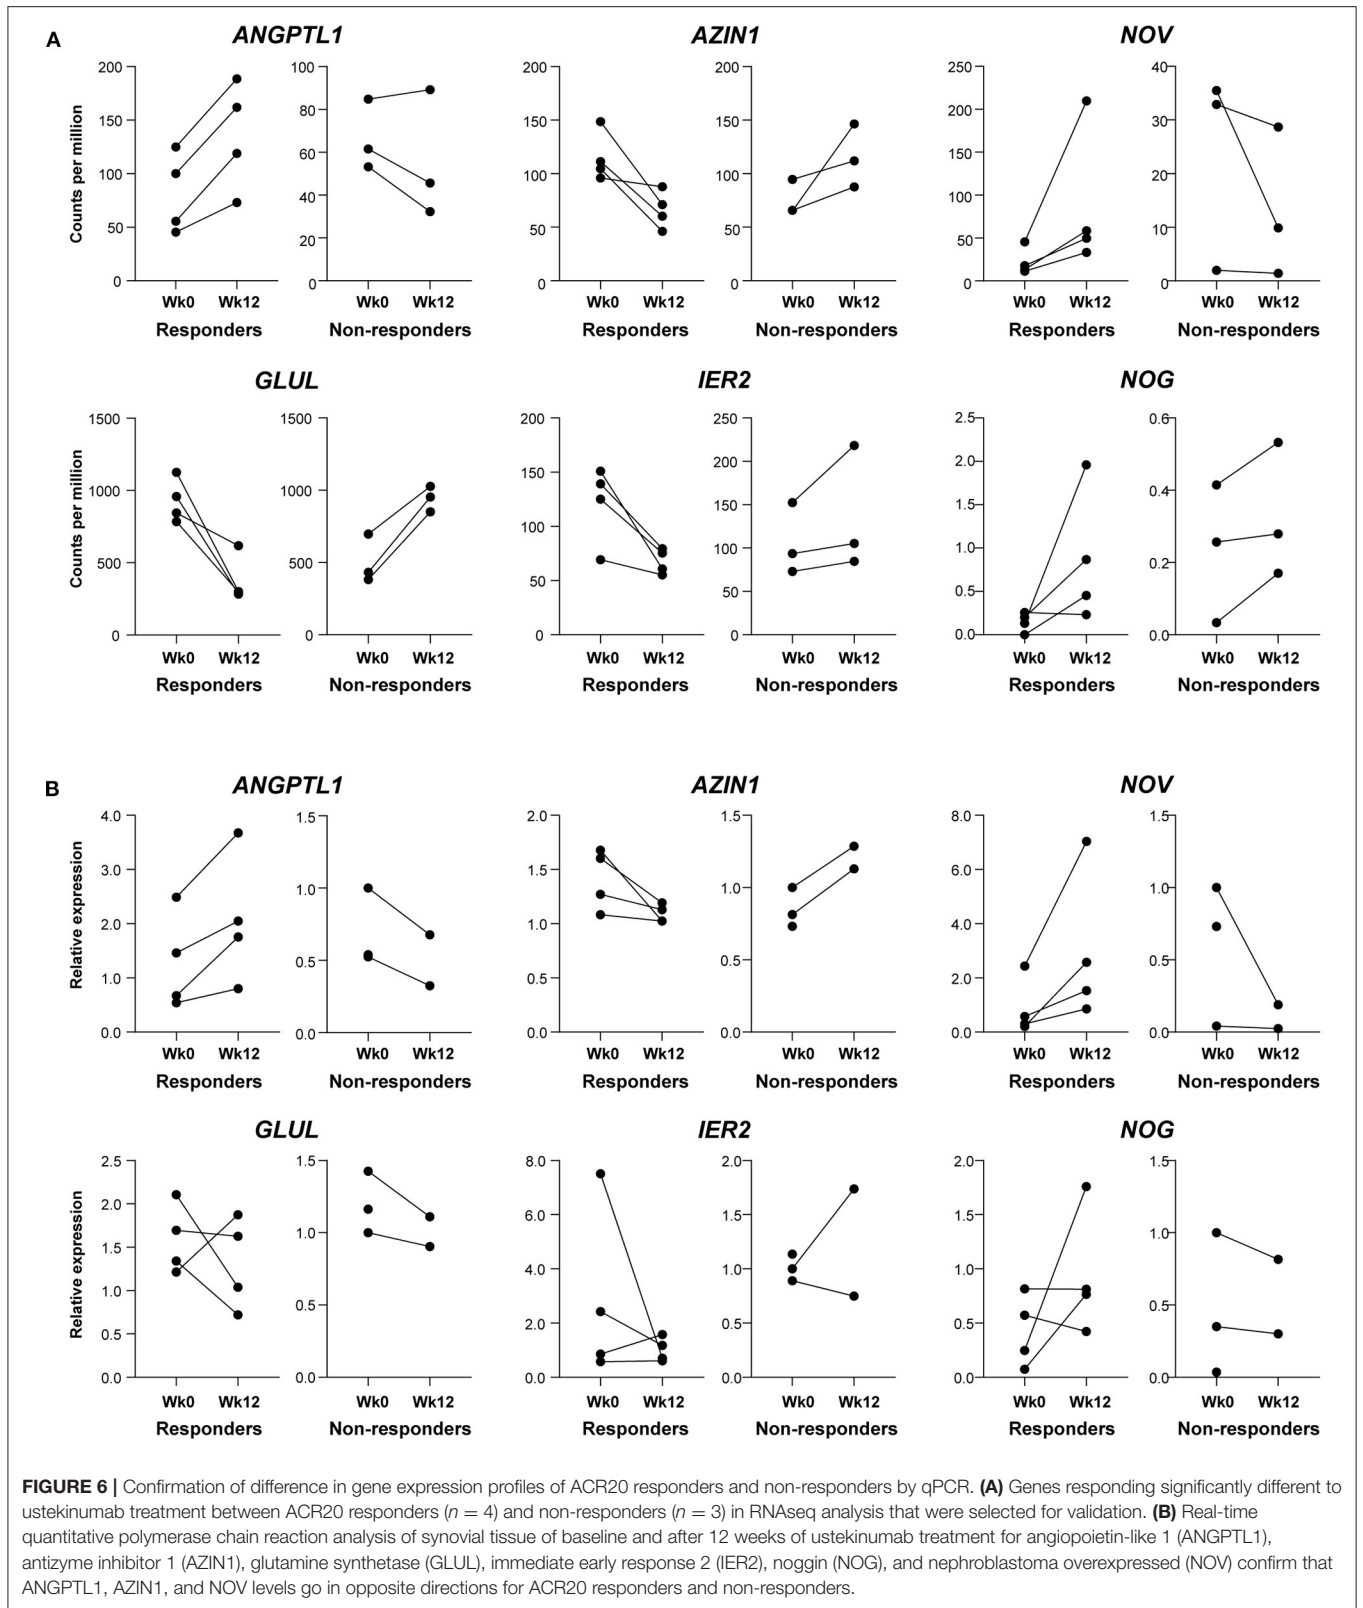 A
ANGPTL1 AZIN1 NOV
Counts per million
200 150 100 50 0
100 80 60 40 20 0
200 150 100 50 0
200 150 100 50 0
250 200 150 100 50 0
40 30 20 10 0
Wk0 Wk12 Wk0 Wk12 Wk0 Wk12 Wk0 Wk12 Wk0 Wk12 Wk0 Wk12
Responders Non-responders Responders Non-responders Responders Non-responders
GLUL IER2 NOG
Counts per million
1500 1000 500 0
1500 1000 500 0
200 150 100 50 0
250 200 150 100 50 0
2.5 2.0 1.5 1.0 0.5 0.0
0.6 0.4 0.2 0.0
Wk0 Wk12 Wk0 Wk12 Wk0 Wk12 Wk0 Wk12 Wk0 Wk12 Wk0 Wk12
Responders Non-responders Responders Non-responders Responders Non-responders
B
ANGPTL1 AZIN1 NOV
Relative expression
4.0 3.0 2.0 1.0 0.0
1.5 1.0 0.5 0.0
2.0 1.5 1.0 0.5 0.0
1.5 1.0 0.5 0.0
8.0 6.0 4.0 2.0 0.0
1.5 1.0 0.5 0.0
Wk0 Wk12 Wk0 Wk12 Wk0 Wk12 Wk0 Wk12 Wk0 Wk12 Wk0 Wk12
Responders Non-responders Responders Non-responders Responders Non-responders
GLUL IER2 NOG
Relative expression
2.5 2.0 1.5 1.0 0.5 0.0
1.5 1.0 0.5 0.0
8.0 6.0 4.0 2.0 0.0
2.0 1.5 1.0 0.5 0.0
2.0 1.5 1.0 0.5 0.0
1.5 1.0 0.5 0.0
Wk0 Wk12 Wk0 Wk12 Wk0 Wk12 Wk0 Wk12 Wk0 Wk12 Wk0 Wk12
Responders Non-responders Responders Non-responders Responders Non-responders
FIGURE 6 | Confirmation of difference in gene expression profiles of ACR20 responders and non-responders by qPCR. (A) Genes responding significantly different to
ustekinumab treatment between ACR20 responders (n = 4) and non-responders (n = 3) in RNAseq analysis that were selected for validation. (B) Real-time
quantitative polymerase chain reaction analysis of synovial tissue of baseline and after 12 weeks of ustekinumab treatment for angiopoietin-like 1 (ANGPTL1),
antizyme inhibitor 1 (AZIN1), glutamine synthetase (GLUL), immediate early response 2 (IER2), noggin (NOG), and nephroblastoma overexpressed (NOV) confirm that
ANGPTL1, AZIN1, and NOV levels go in opposite directions for ACR20 responders and non-responders.